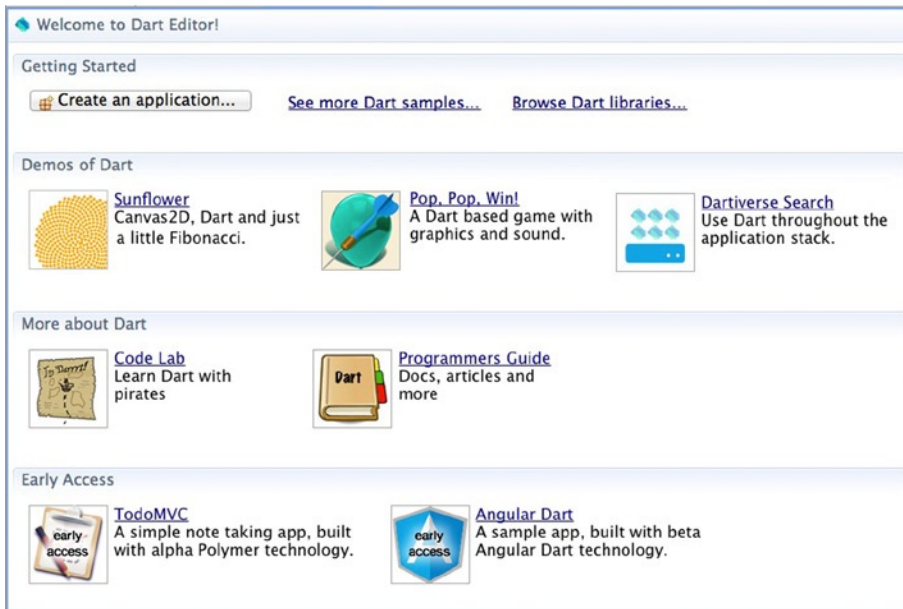 Welcome to Dart Editor!
Getting Started
Create an application...
See more Dart samples...
Browse Dart libraries...
Demos of Dart
Sunflower
Canvas2D, Dart and just
a little Fibonacci.
Pop, Pop, Win!
A Dart based game with
graphics and sound.
Dartiverse Search
Use Dart throughout the
application stack.
More about Dart
Code Lab
Learn Dart with
pirates
Dart
Programmers Guide
Docs, articles and
more
Early Access
early
access
TodoMVC
A simple note taking app, built
with alpha Polymer technology.
early
access
Angular Dart
A sample app, built with beta
Angular Dart technology.